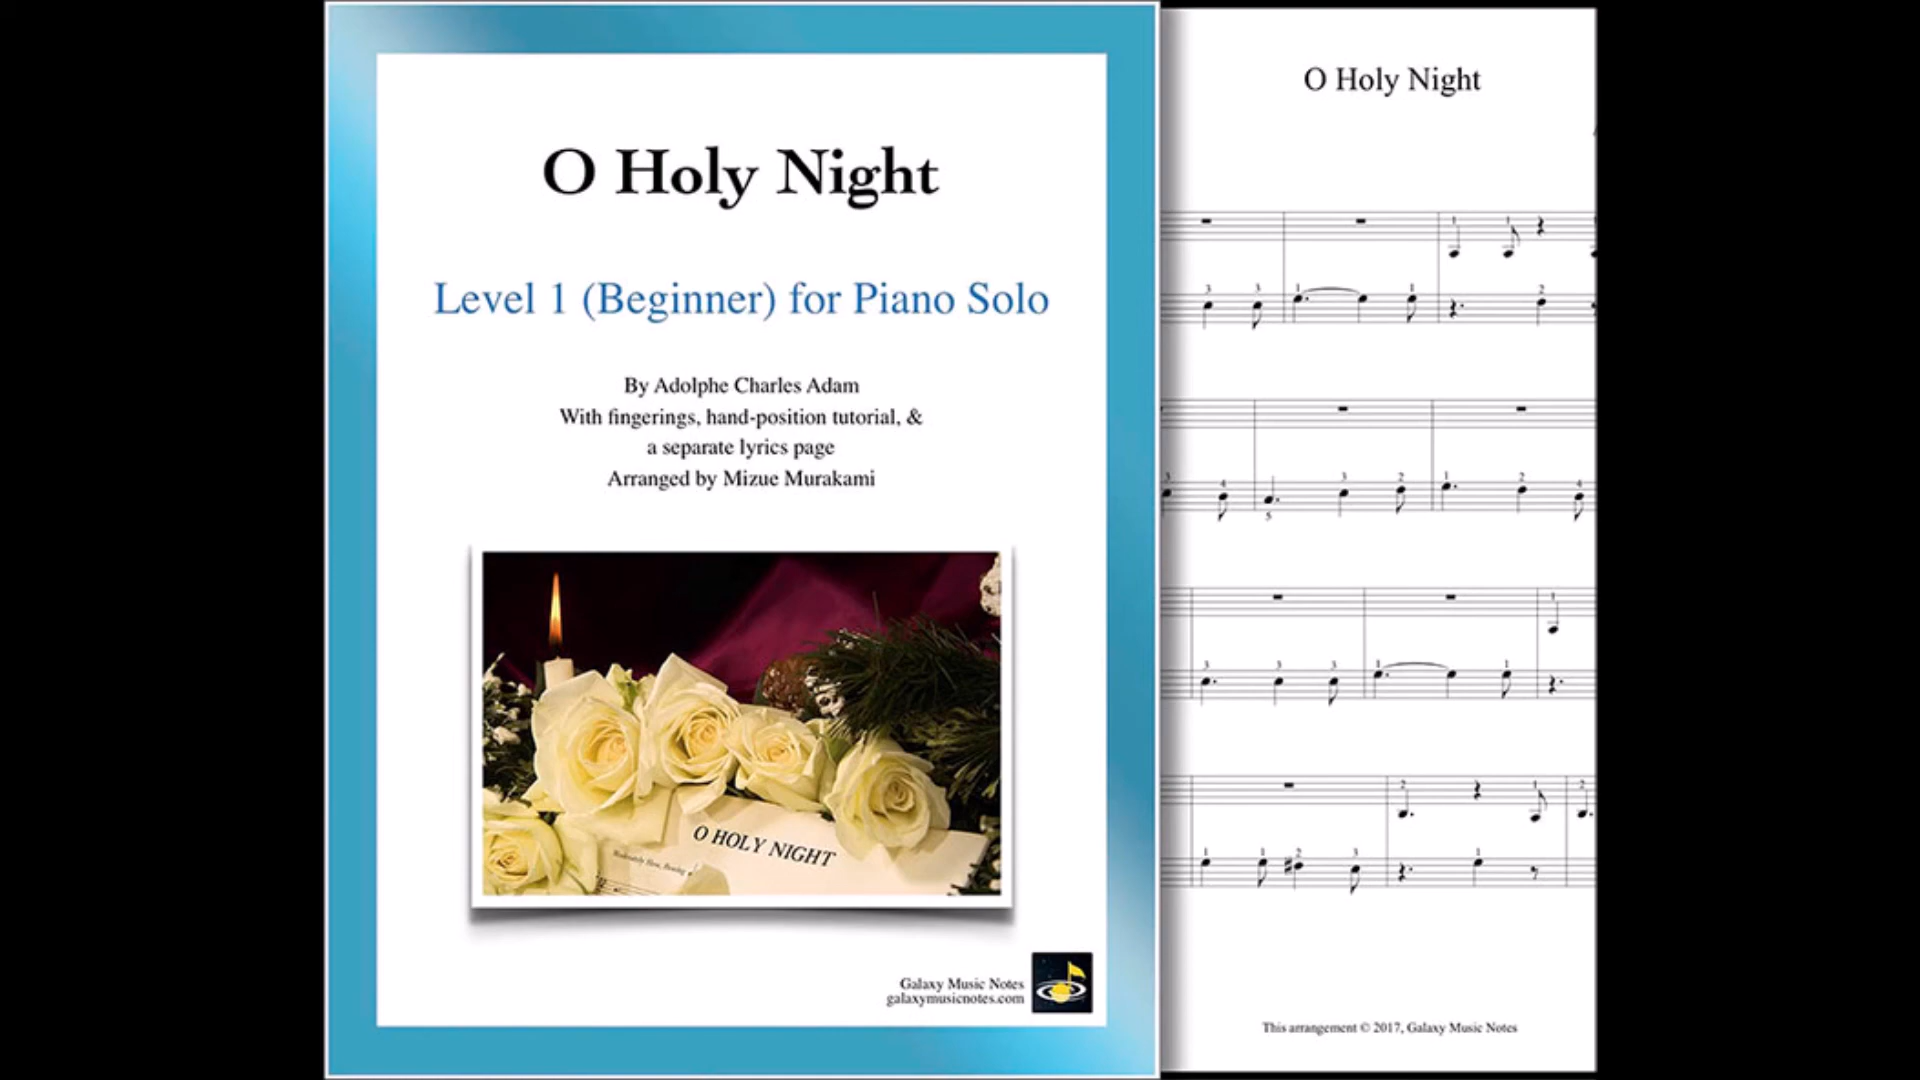 O Holy Night
Level 1 (Beginner) for Piano Solo
By Adolphe Charles Adam
With fingerings, hand-position tutorial, &
a separate lyrics page
Arranged by Mizue Murakami
O HOLY NIGHT
Galaxy Music Notes
galaxymusicnotes.com
O Holy Night
This arrangement © 2017, Galaxy Music Notes